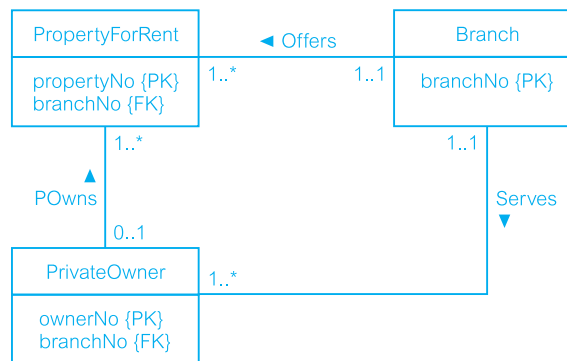 PropertyForRent
propertyNo {PK}
branchNo {FK}
◄ Offers
1..*
1..1
Branch
branchNo {PK}
1..*
▲
POwns
0..1
1..1
Serves
▼
PrivateOwner
ownerNo {PK}
branchNo {FK}
1..*